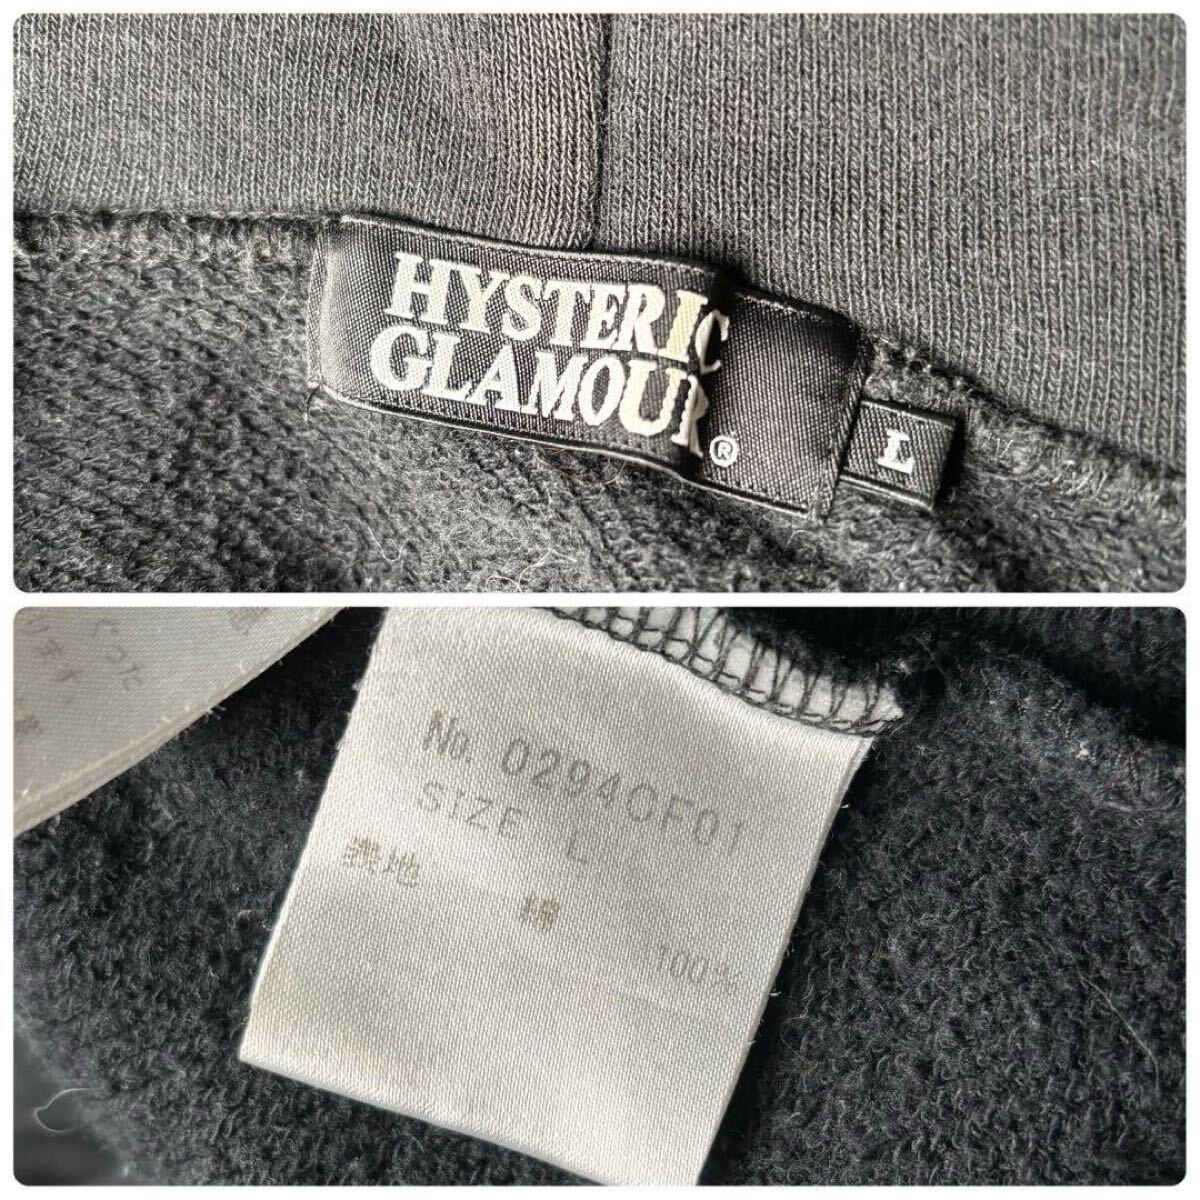 HYSTERIC
GLAMOUR®
L
No. 0294CF01
SIZE L
表地 綿 100%